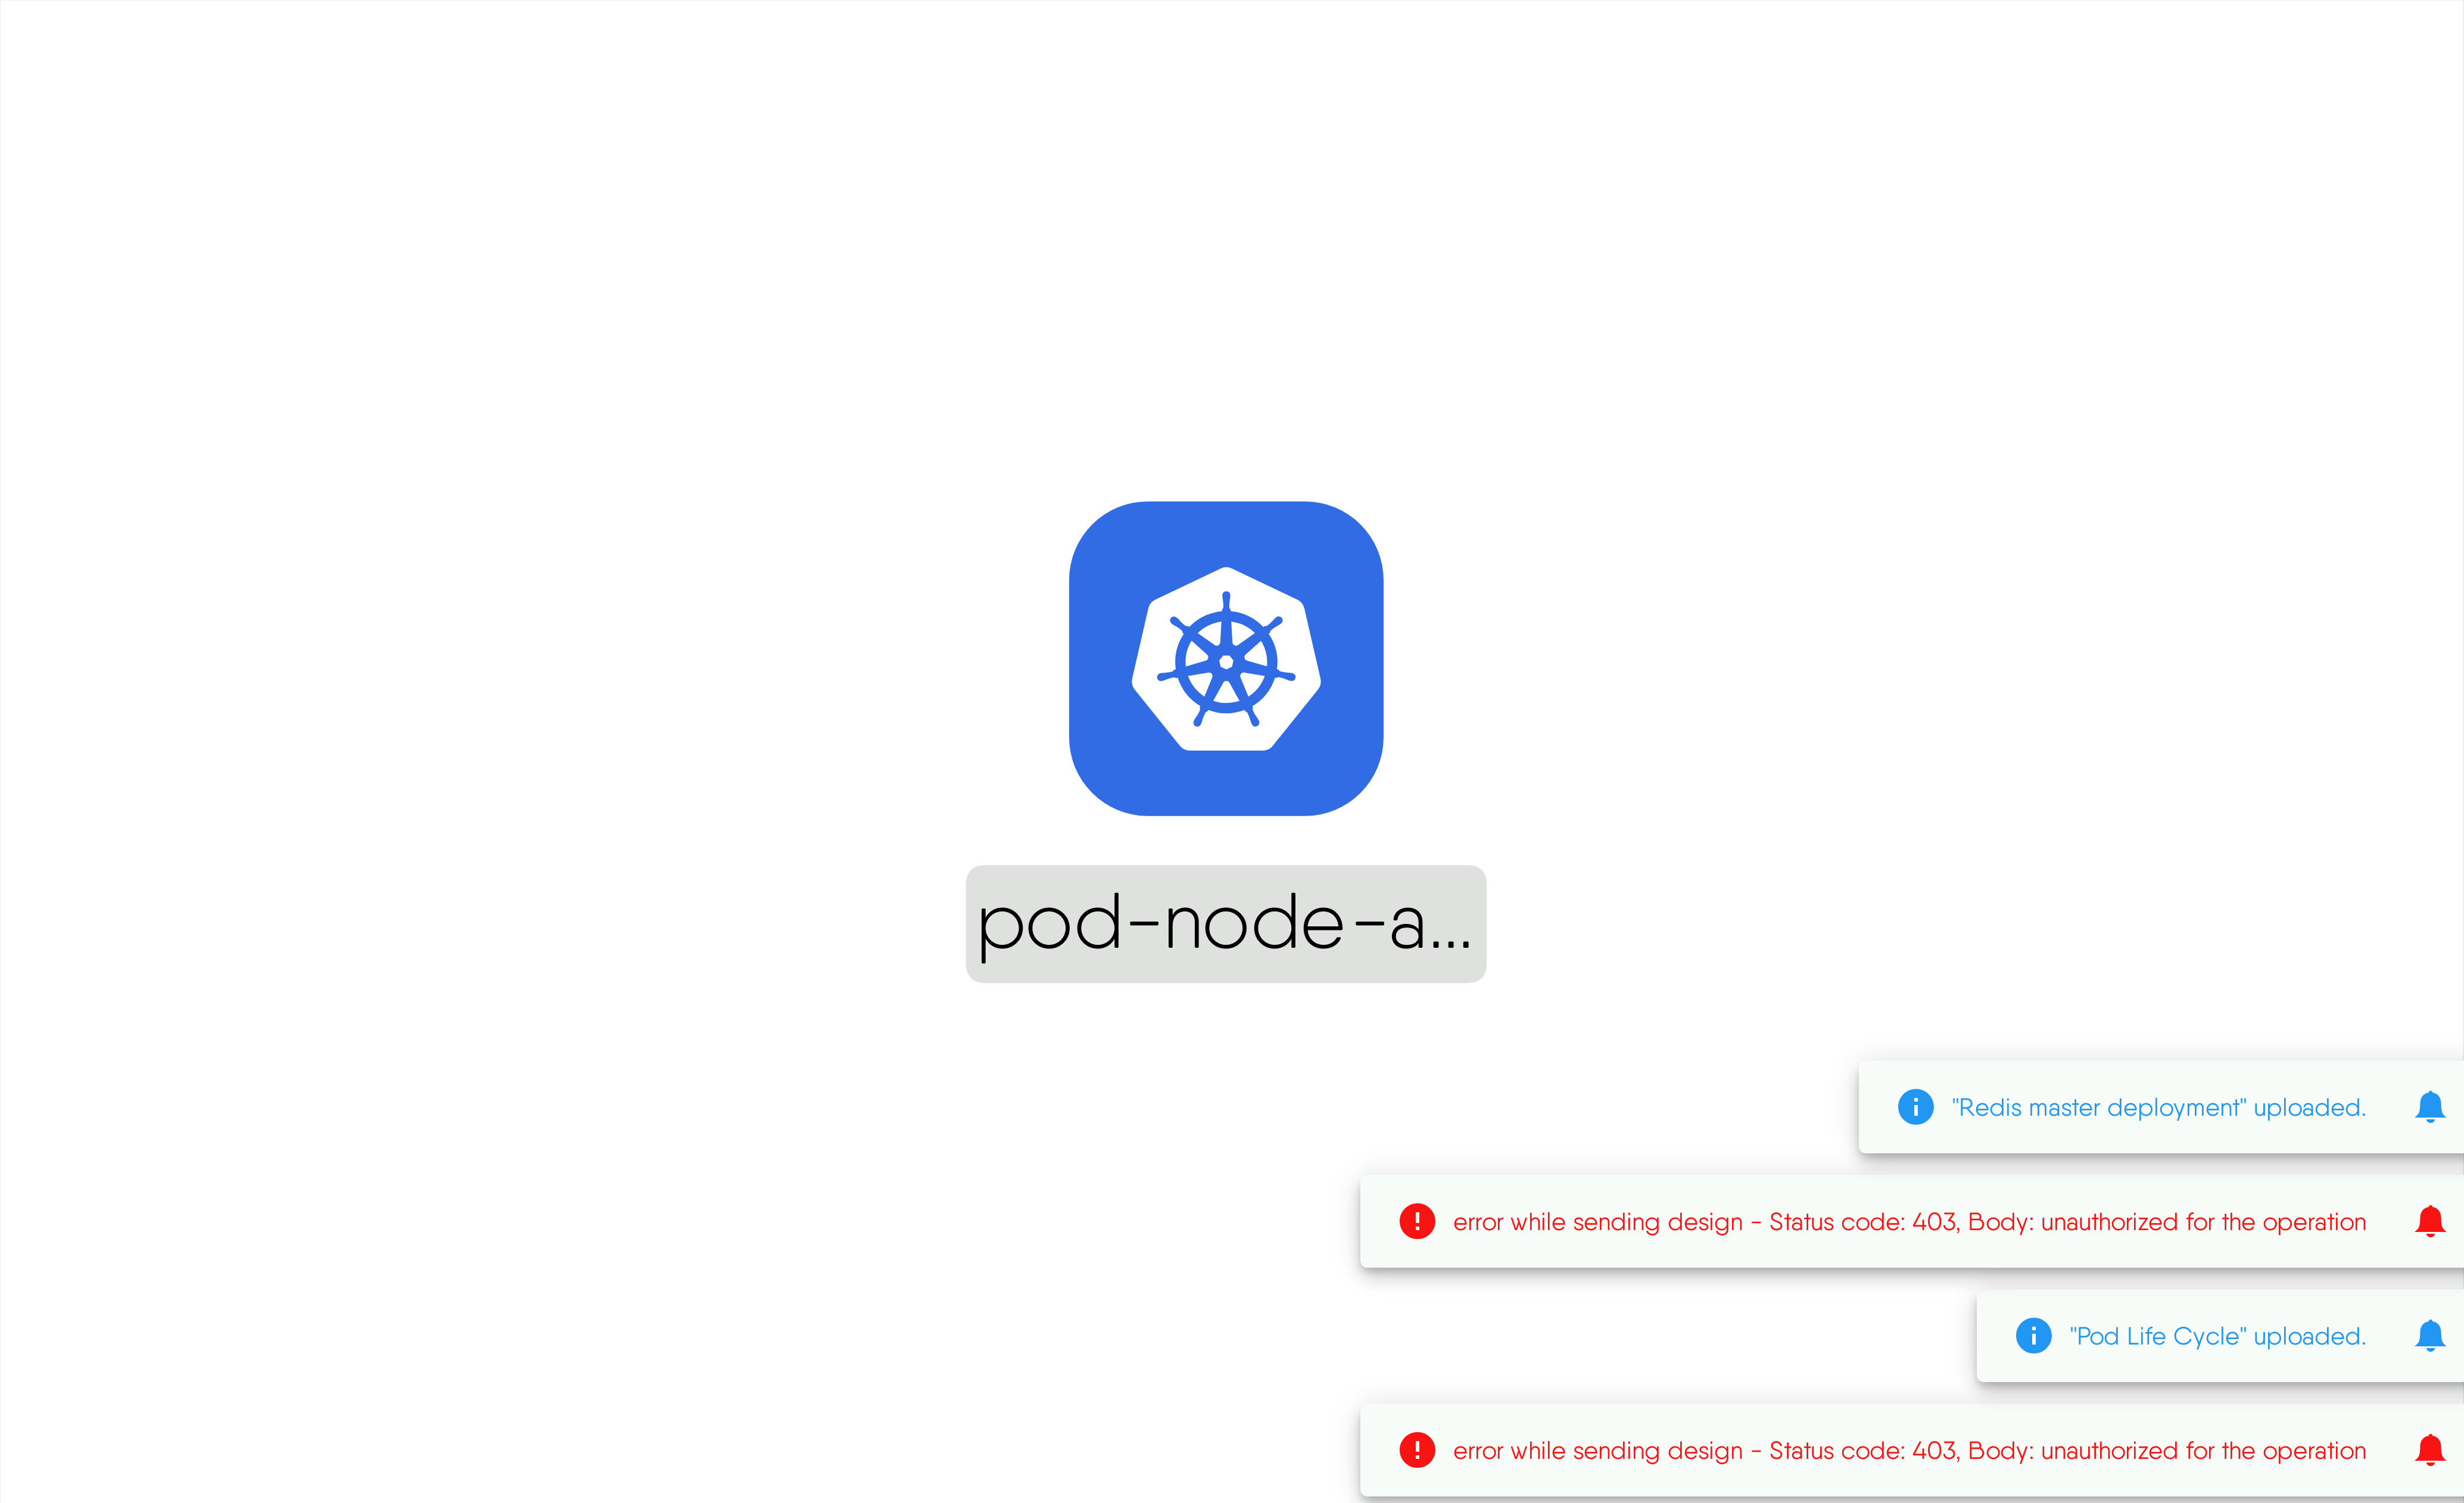 pod-node-a...
"Redis master deployment" uploaded.
error while sending design - Status code: 403, Body: unauthorized for the operation
"Pod Life Cycle" uploaded.
error while sending design - Status code: 403, Body: unauthorized for the operation